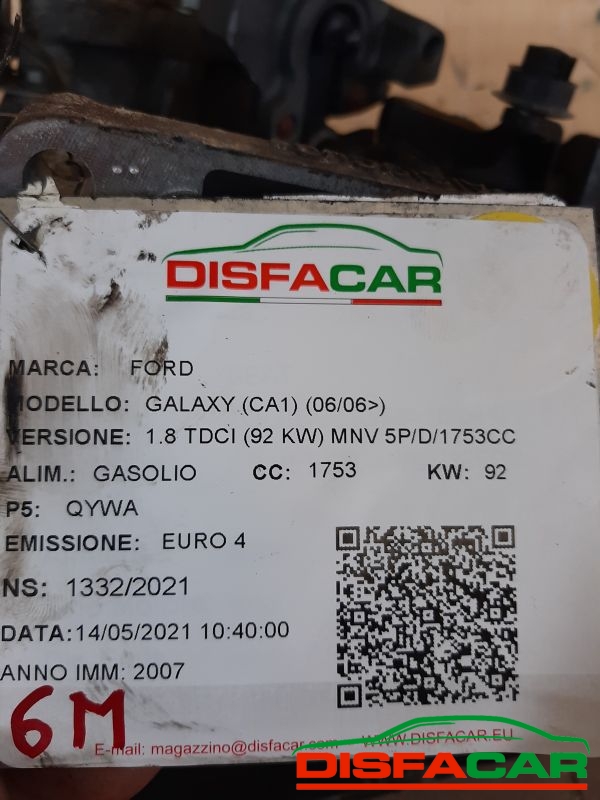 DISFACAR
MARCA: FORD
MODELLO: GALAXY (CA1) (06/06>)
VERSIONE: 1.8 TDCI (92 KW) MNV 5P/D/1753CC
ALIM.: GASOLIO CC: 1753 KW: 92
P5: QYWA
EMISSIONE: EURO 4
NS: 1332/2021
DATA:14/05/2021 10:40:00
ANNO IMM: 2007
6M
E-mail: magazzino@disfacar.com WWW.DISFACAR.EU
DISFACAR